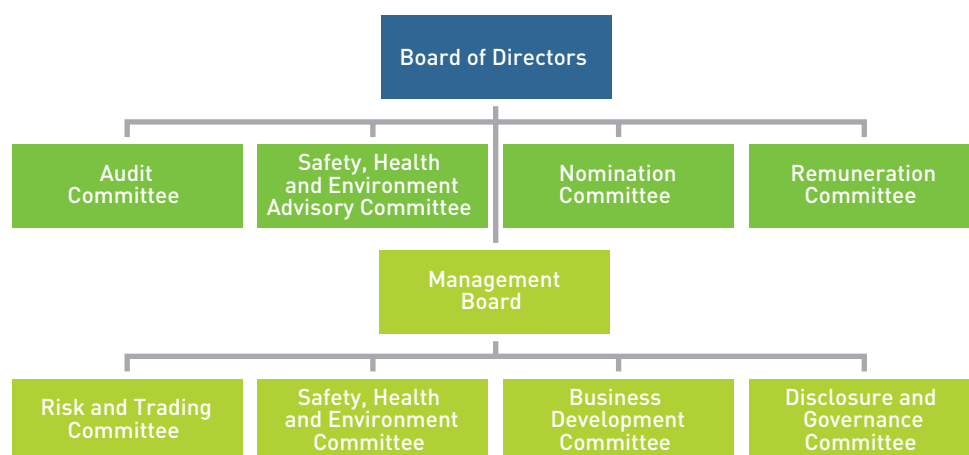 Board of Directors
Audit
Committee
Safety, Health
and Environment
Advisory Committee
Nomination
Committee
Remuneration
Committee
Management
Board
Risk and Trading
Committee
Safety, Health
and Environment
Committee
Business
Development
Committee
Disclosure and
Governance
Committee